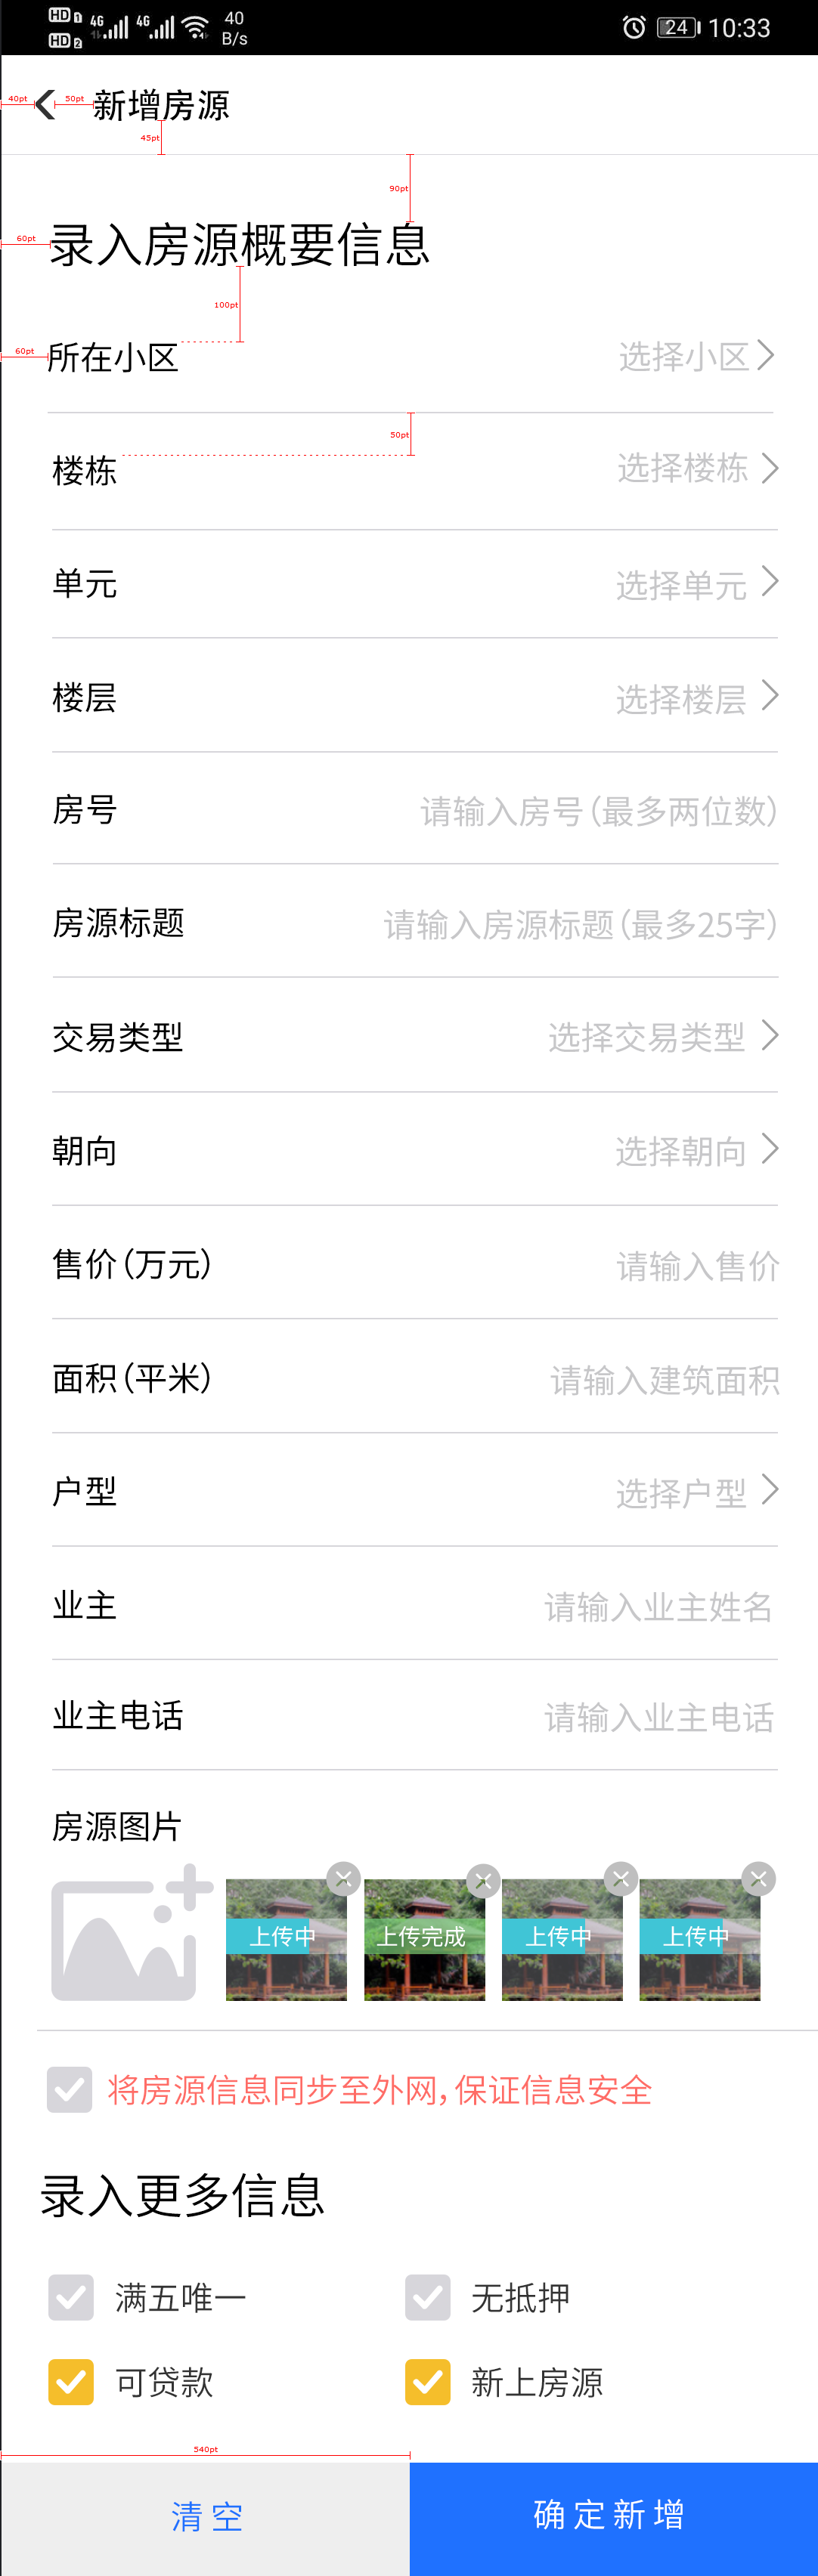 HD 1 4G 4G 40 24 10:33
HD 2 B/s
40pt 50pt 新增房源
45pt
90pt
60pt 录入房源概要信息
100pt
60pt 所在小区 选择小区
50pt
楼栋 选择楼栋
单元 选择单元
楼层 选择楼层
房号 请输入房号(最多两位数)
房源标题 请输入房源标题(最多25字)
交易类型 选择交易类型
朝向 选择朝向
售价(万元) 请输入售价
面积(平米) 请输入建筑面积
户型 选择户型
业主 请输入业主姓名
业主电话 请输入业主电话
房源图片
上传中 上传完成 上传中 上传中
将房源信息同步至外网,保证信息安全
录入更多信息
满五唯一 无抵押
可贷款 新上房源
540pt
清空 确定新增